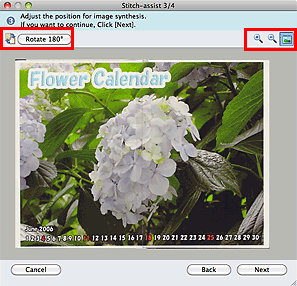 Stitch-assist 3/4
3 Adjust the position for image synthesis.
If you want to continue, Click [Next].
Rotate 180°
Flower Calendar
June 2006
1 2 3 4 5 6 7 8 9 10 11 12 13 14 15 16 17 18 19 20 21 22 23 24 25 26 27 28 29 30
Cancel
Back
Next